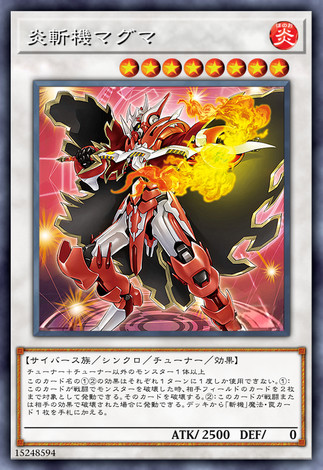 炎斬機マグマ
炎
【サイバース族／シンクロ／チューナー／効果】
チューナー＋チューナー以外のモンスター１体以上
このカード名の①②の効果はそれぞれ１ターンに１度しか使用できない。①：
このカードが戦闘でモンスターを破壊した時、相手フィールドのカードを２枚
まで対象として発動できる。そのカードを破壊する。②：このカードが戦闘また
は相手の効果で破壊された場合に発動できる。デッキから「斬機」魔法・罠カー
ド１枚を手札にかえる。
ATK/ 2500 DEF/ 0
15248594